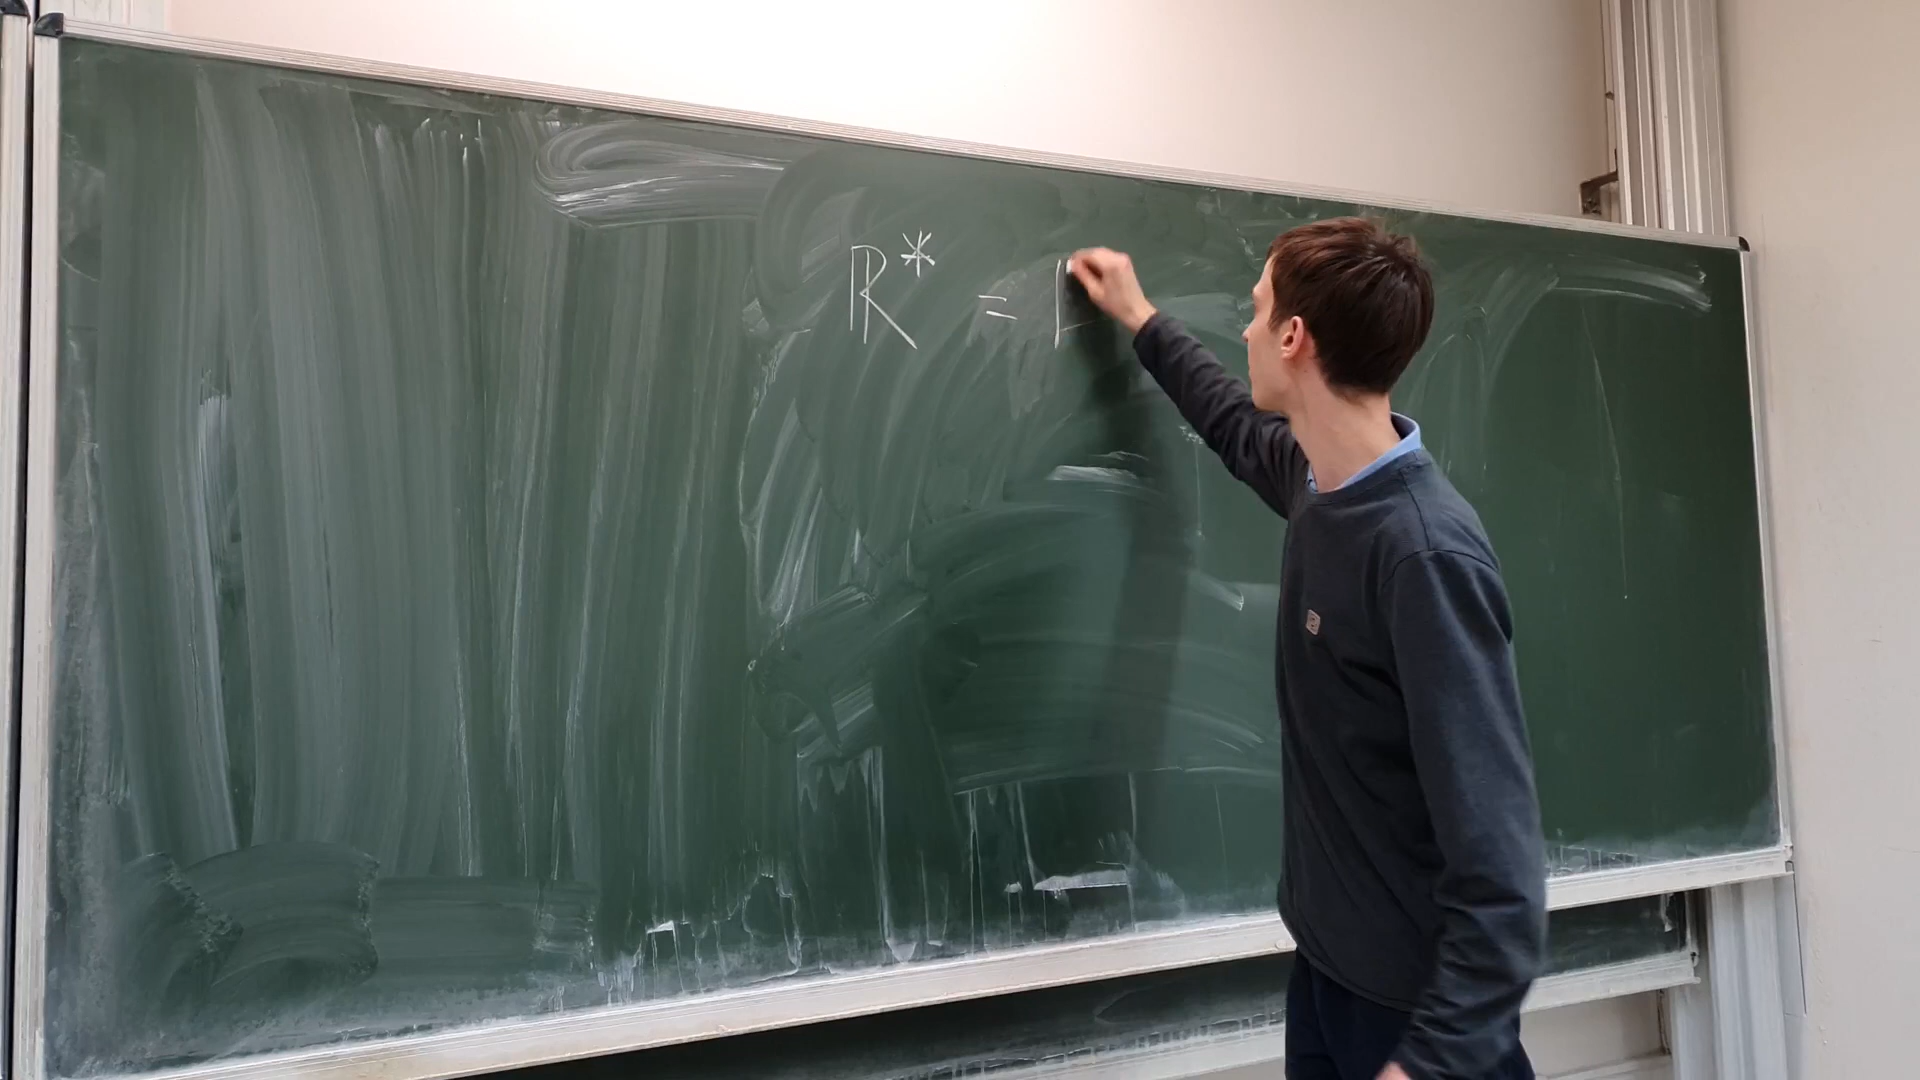 ℝ* =